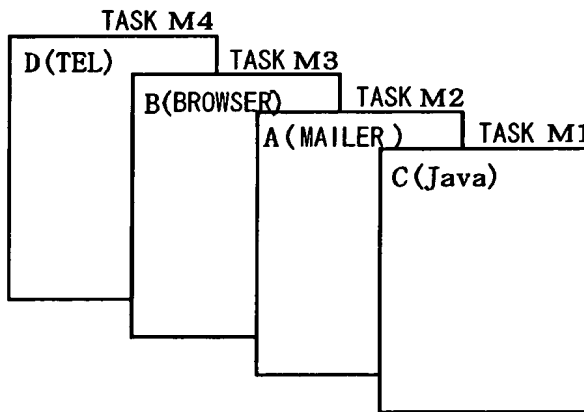 TASK M4
D(TEL)
TASK M3
B(BROWSER)
TASK M2
A(MAILER)
TASK M1
C(Java)